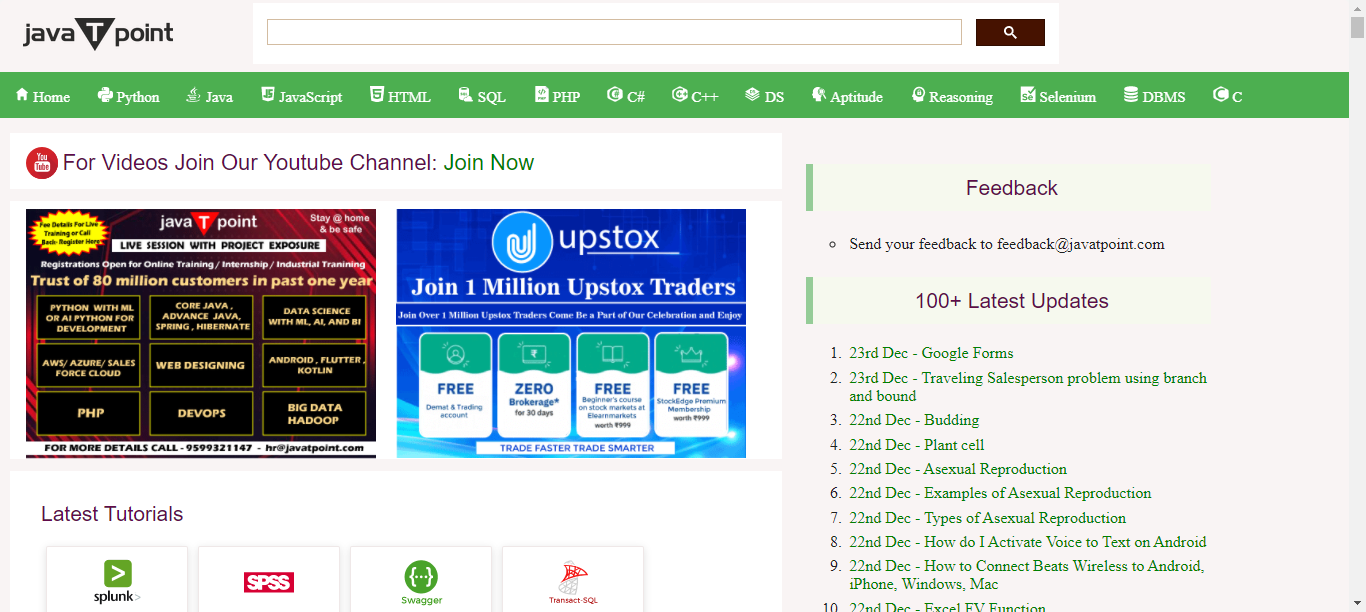 javaTpoint
Home Python Java JavaScript HTML SQL PHP C# C++ DS Aptitude Reasoning Selenium DBMS C
You
Tube
For Videos Join Our Youtube Channel: Join Now
Fee Details For Live
Training or Call
Back- Register Here
java T point
Stay @ home
& be safe
LIVE SESSION WITH PROJECT EXPOSURE
Registrations Open for Online Training / Internship / Industrial Tranining
Trust of 80 million customers in past one year
PYTHON WITH ML
OR AI PYTHON FOR
DEVELOPMENT
CORE JAVA ,
ADVANCE JAVA,
SPRING , HIBERNATE
DATA SCIENCE
WITH ML, AI, AND BI
AWS/ AZURE/ SALES
FORCE CLOUD
WEB DESIGNING
ANDROID , FLUTTER ,
KOTLIN
PHP
DEVOPS
BIG DATA
HADOOP
FOR MORE DETAILS CALL - 9599321147 - hr@javatpoint.com
upstox
Join 1 Million Upstox Traders
Join Over 1 Million Upstox Traders Come Be a Part of Our Celebration and Enjoy
FREE
Demat & Trading
account
ZERO
Brokerage*
for 30 days
FREE
Beginner's course
on stock markets at
Elearnmarkets
worth ₹999
FREE
StockEdge Premium
Membership
worth ₹999
TRADE FASTER TRADE SMARTER
Latest Tutorials
splunk>
SPSS
Swagger
Transact-SQL
Feedback
Send your feedback to feedback@javatpoint.com
100+ Latest Updates
1. 23rd Dec - Google Forms
2. 23rd Dec - Traveling Salesperson problem using branch
and bound
3. 22nd Dec - Budding
4. 22nd Dec - Plant cell
5. 22nd Dec - Asexual Reproduction
6. 22nd Dec - Examples of Asexual Reproduction
7. 22nd Dec - Types of Asexual Reproduction
8. 22nd Dec - How do I Activate Voice to Text on Android
9. 22nd Dec - How to Connect Beats Wireless to Android,
iPhone, Windows, Mac
10. 22nd Dec - Excel FV Function